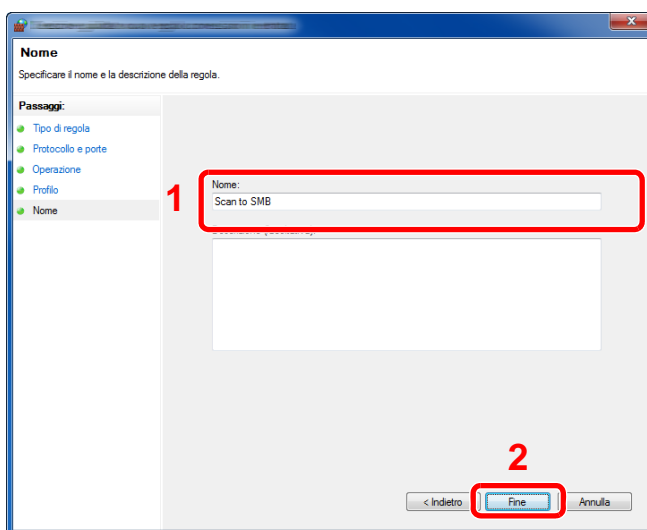 Nome
Specificare il nome e la descrizione della regola.
Passaggi:
Tipo di regola
Protocollo e porte
Operazione
Profilo
Nome
1
Nome:
Scan to SMB
2
< Indietro
Fine
Annulla